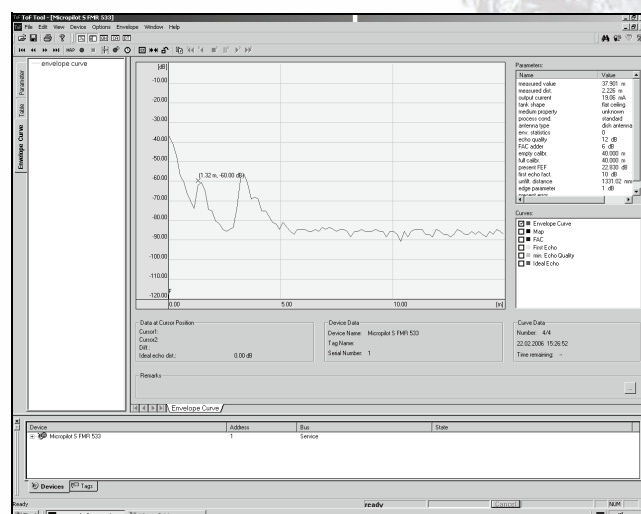 ToF Tool - [Micropilot S FMR 533]
File Edit View Device Options Envelope Window Help
MAP
Parameter
Table
Envelope Curve
envelope curve
[dB]
-10.00
-20.00
-30.00
-40.00
-50.00
-60.00
-70.00
-80.00
-90.00
-100.00
-110.00
-120.00
(1.32 m, -60.00 dB)
F
0.00 5.00 10.00 [m]
Parameters:
Name Value
measured value 37.901 m
measured dist. 2.226 m
output current 19.06 mA
tank shape flat ceiling
medium property unknown
process cond. standard
antenna type dish antenna
env. statistics 0
echo quality 12 dB
FAC adder 6 dB
empty calibr. 40.000 m
full calibr. 40.000 m
present FEF 22.830 dB
first echo fact. 10 dB
unfilt. distance 1331.02 mm
edge parameter 1 dB
present error
Curves:
Envelope Curve
Map
FAC
First Echo
min. Echo Quality
Ideal Echo
Data at Cursor Position
Cursor1:
Cursor2:
Diff.:
Ideal echo dist.: 0.00 dB
Device Data
Device Name: Micropilot S FMR 533
Tag Name:
Serial Number: 1
Curve Data
Number: 4/4
22.02.2006 15:26:52
Time remaining: --
Remarks
...
Envelope Curve
Device Address Bus State
Micropilot S FMR 533 1 Service
Devices Tags
Ready ready Cancel NUM